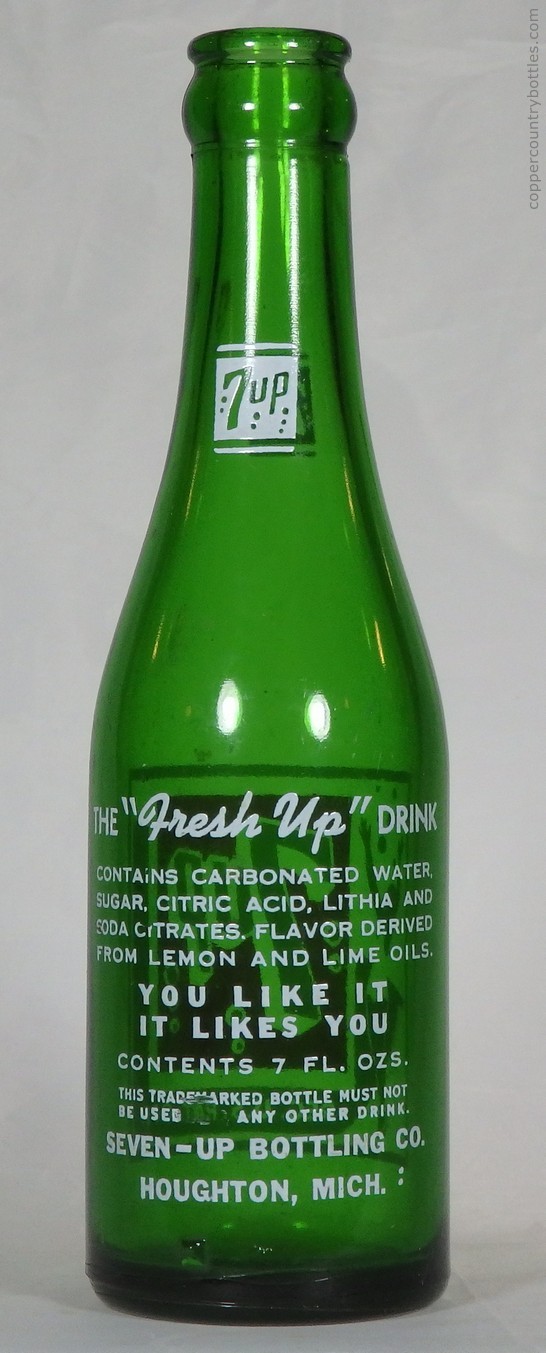 coppercountrybottles.com
7up
THE "Fresh Up" DRINK
CONTAiNS CARBONATED WATER,
SUGAR, CITRIC ACID, LITHIA AND
SODA CiTRATES. FLAVOR DERIVED
FROM LEMON AND LIME OILS.
YOU LIKE IT
IT LIKES YOU
CONTENTS 7 FL. OZS.
THIS TRADEMARKED BOTTLE MUST NOT
BE USED ANY OTHER DRINK.
SEVEN-UP BOTTLING CO.
HOUGHTON, MICH. :